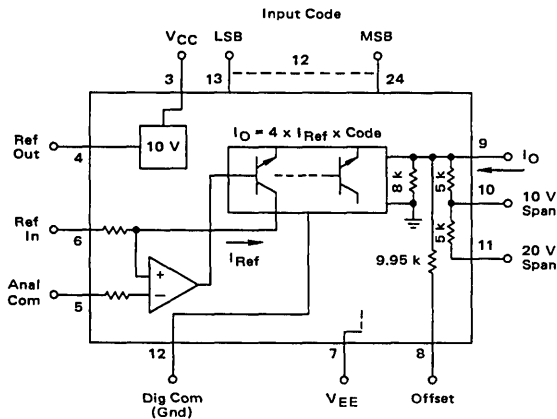 Input Code
VCC LSB MSB
3 13 12 24
Ref
Out
4
10 V
IO = 4 x IRef x Code
9 IO
8 k
5 k
10 10 V
Span
5 k
11 20 V
Span
Ref
In
6
IRef
9.95 k
+
−
Anal
Com
5
12 7 8
Dig Com
(Gnd)
VEE
Offset